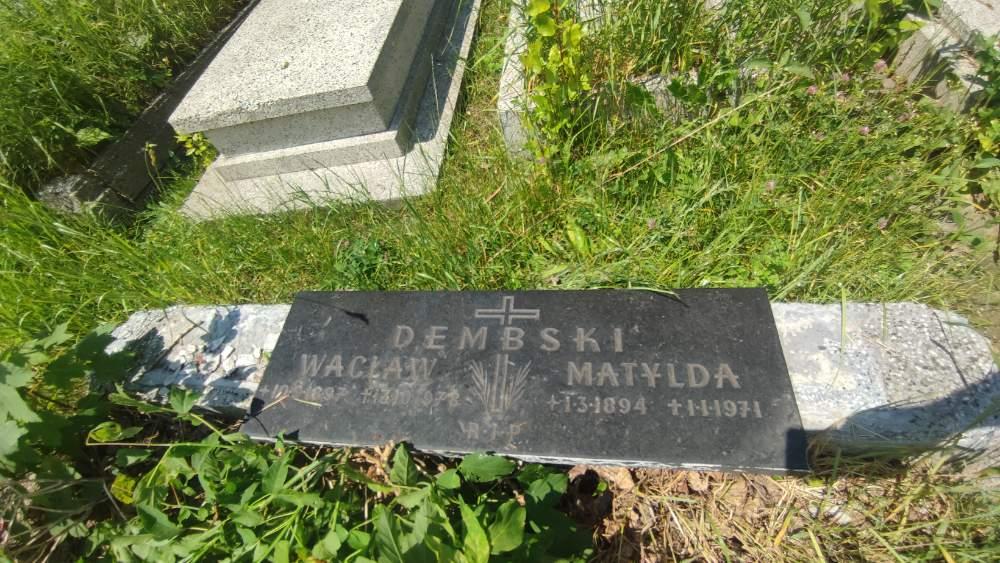 DEMBSKI
WACŁAW MATYLDA
+1·3·1894 +1·1·1971
R·I·P